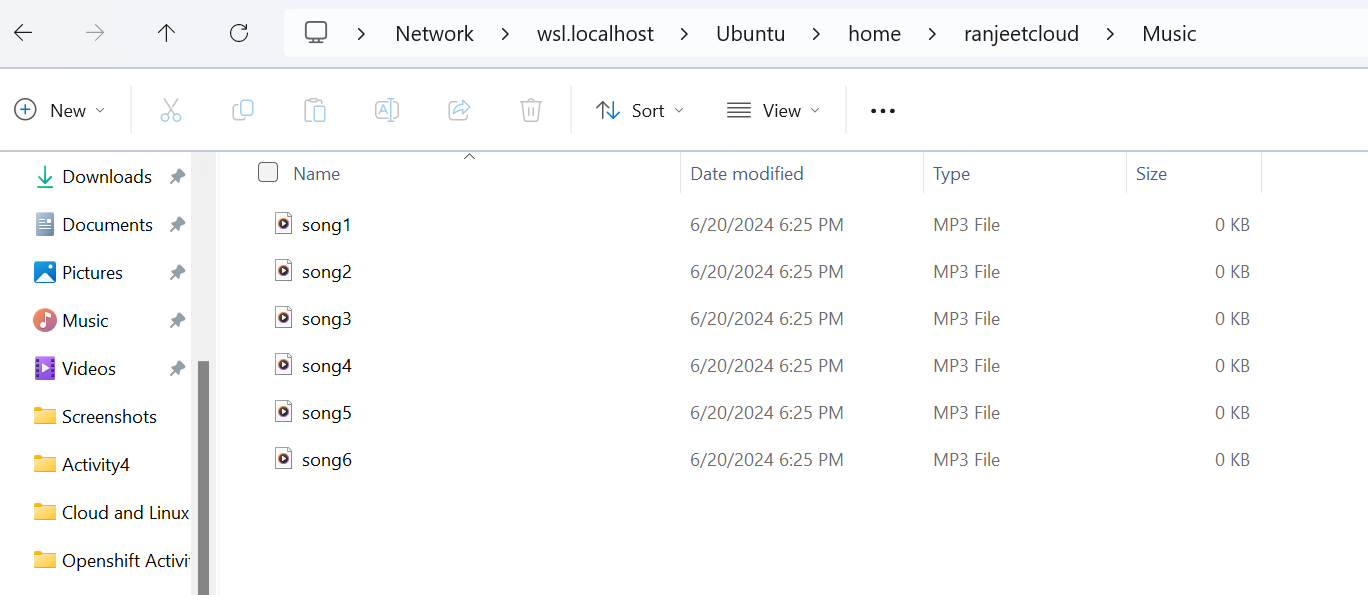 Network wsl.localhost Ubuntu home ranjeetcloud Music
New Sort View
Name Date modified Type Size
Downloads
Documents
Pictures
Music
Videos
Screenshots
Activity4
Cloud and Linux
Openshift Activit
song1 6/20/2024 6:25 PM MP3 File 0 KB
song2 6/20/2024 6:25 PM MP3 File 0 KB
song3 6/20/2024 6:25 PM MP3 File 0 KB
song4 6/20/2024 6:25 PM MP3 File 0 KB
song5 6/20/2024 6:25 PM MP3 File 0 KB
song6 6/20/2024 6:25 PM MP3 File 0 KB